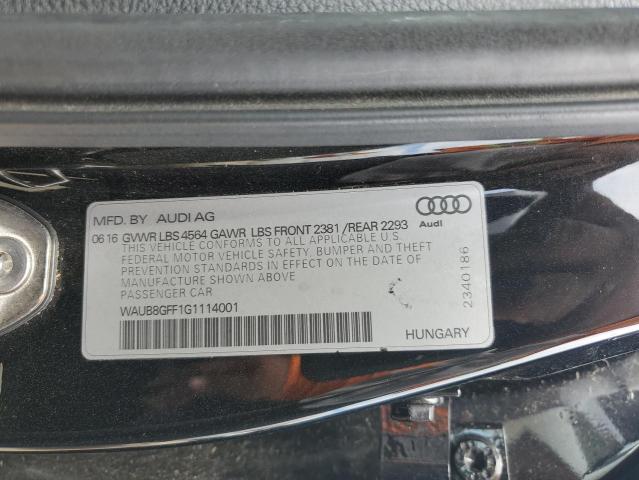 MFD. BY AUDI AG
06 16 GVWR LBS 4564 GAWR LBS FRONT 2381 /REAR 2293
THIS VEHICLE CONFORMS TO ALL APPLICABLE U.S.
FEDERAL MOTOR VEHICLE SAFETY, BUMPER AND THEFT
PREVENTION STANDARDS IN EFFECT ON THE DATE OF
MANUFACTURE SHOWN ABOVE
PASSENGER CAR
WAUB8GFF1G1114001
HUNGARY
Audi
2340186